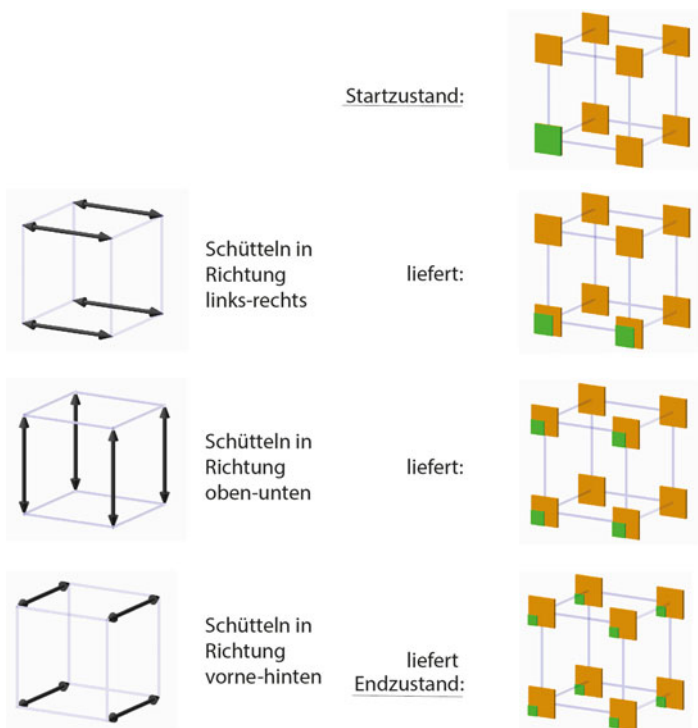 Startzustand:
Schütteln in
Richtung
links-rechts
liefert:
Schütteln in
Richtung
oben-unten
liefert:
Schütteln in
Richtung
vorne-hinten
liefert
Endzustand: